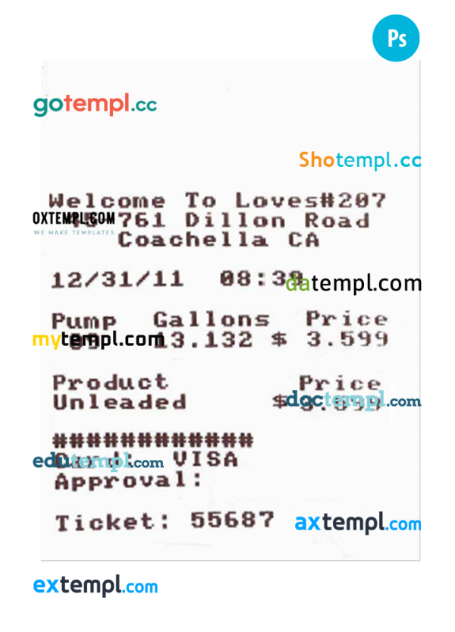 Ps
gotempl.cc
Shotempl.cc
Welcome To Loves#207
OXTEMPL.COM 761 Dillon Road
WE MAKE TEMPLATES
Coachella CA
12/31/11 08:38
datempl.com
Pump Gallons Price
mytempl.com 13.132 $ 3.599
Product Price
Unleaded $
doctempl.com
############
edutempl.com VISA
Approval:
Ticket: 55687
axtempl.com
extempl.com